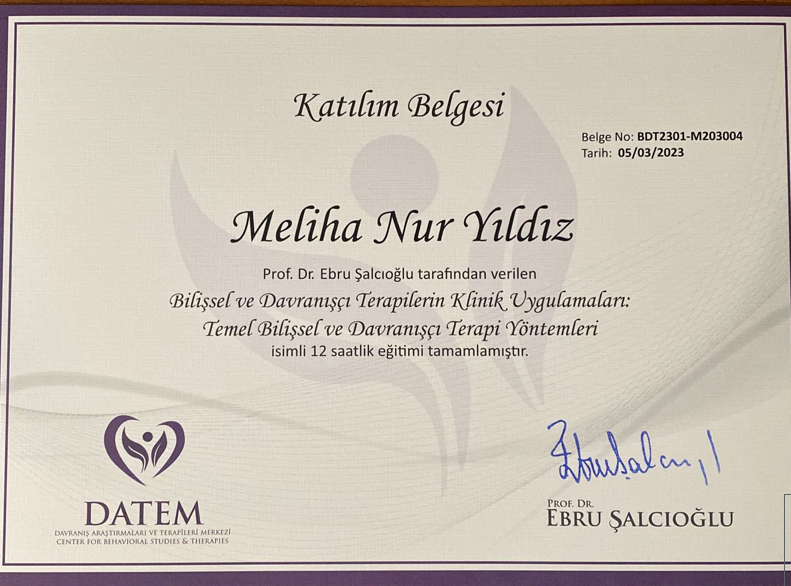 Katılım Belgesi
Belge No: BDT2301-M203004
Tarih: 05/03/2023
Meliha Nur Yıldız
Prof. Dr. Ebru Şalcıoğlu tarafından verilen
Bilişsel ve Davranışçı Terapilerin Klinik Uygulamaları:
Temel Bilişsel ve Davranışçı Terapi Yöntemleri
isimli 12 saatlik eğitimi tamamlamıştır.
DATEM
DAVRANIŞ ARAŞTIRMALARI VE TERAPİLERİ MERKEZİ
CENTER FOR BEHAVIORAL STUDIES & THERAPIES
PROF. DR.
EBRU ŞALCIOĞLU